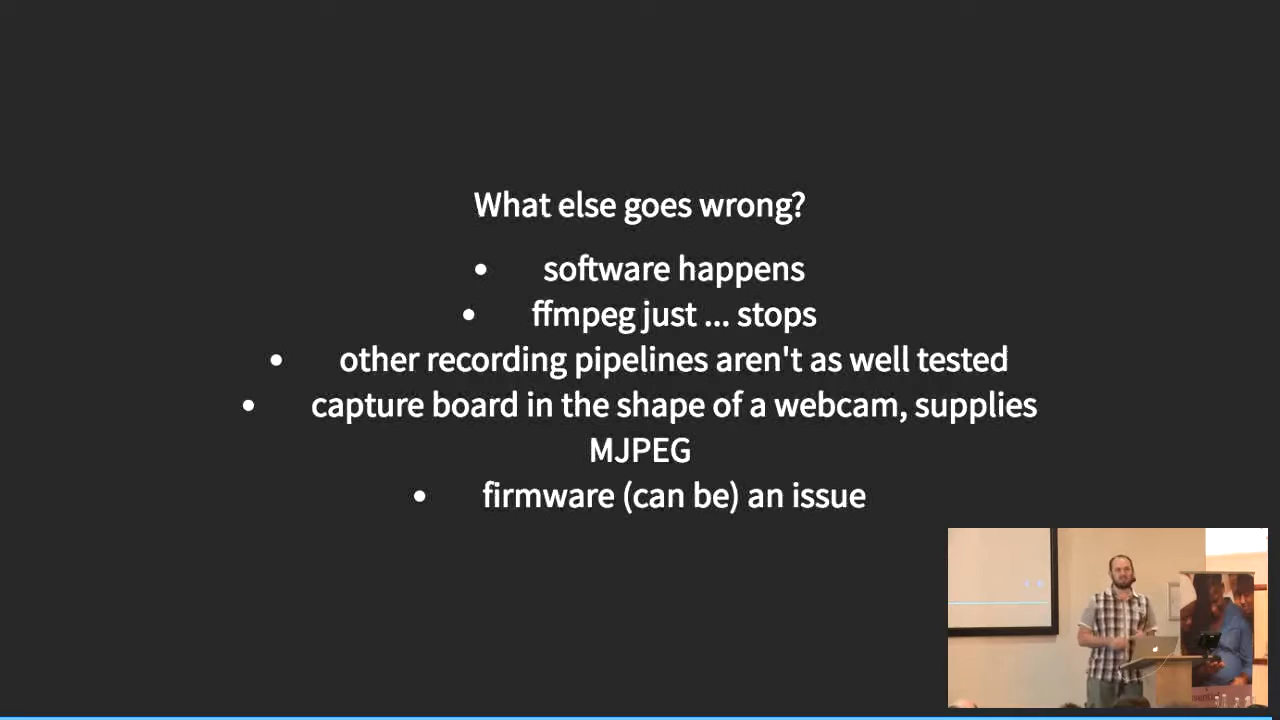 What else goes wrong?
• software happens
• ffmpeg just ... stops
• other recording pipelines aren't as well tested
• capture board in the shape of a webcam, supplies
MJPEG
• firmware (can be) an issue